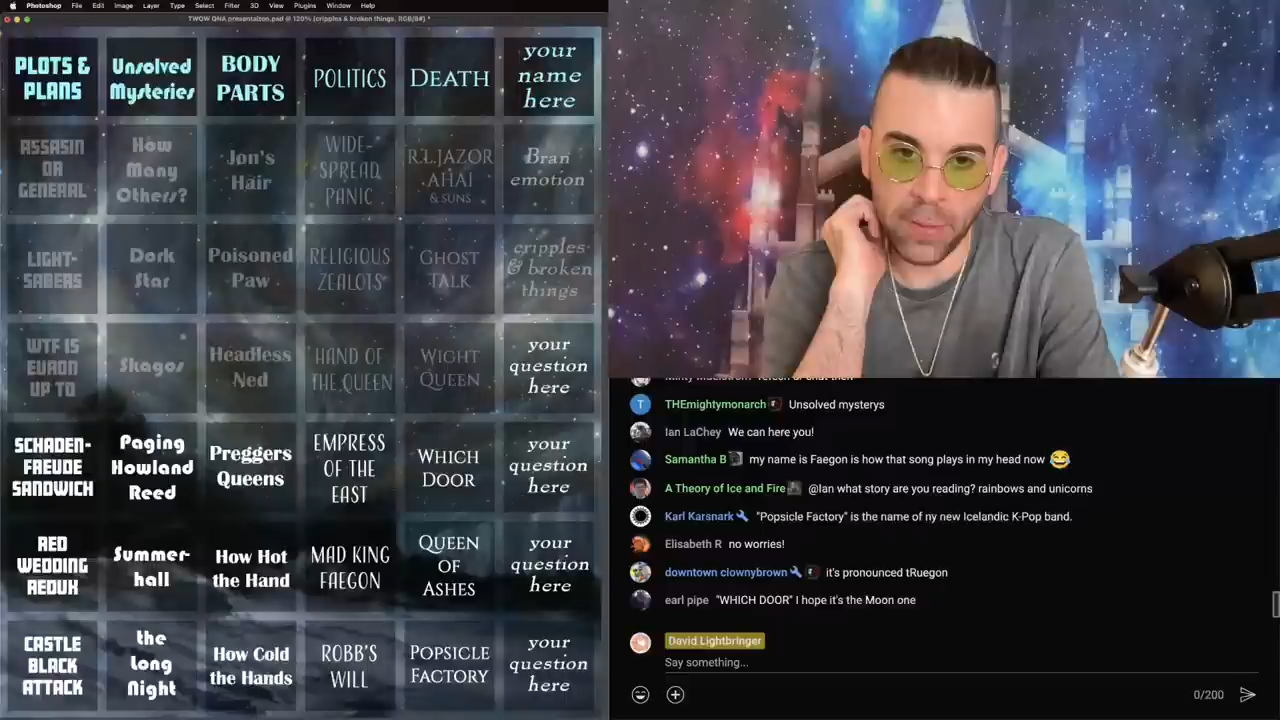 Photoshop File Edit Image Layer Type Select Filter 3D View Plugins Window Help
TWOW QNA presentaiton.psd @ 120% (cripples & broken things, RGB/8#) *
PLOTS &
PLANS
Unsolved
Mysteries
BODY
PARTS
POLITICS
DEATH
your
name
here
ASSASIN
OR
GENERAL
How
Many
Others?
Jon's
Hair
WIDE-
SPREAD
PANIC
R.L.JAZOR
AHAI
& SUNS
Bran
emotion
LIGHT-
SABERS
Dark
Star
Poisoned
Paw
RELIGIOUS
ZEALOTS
GHOST
TALK
cripples
& broken
things
WTF IS
EURON
UP TO
Skagos
Headless
Ned
HAND OF
THE QUEEN
WIGHT
QUEEN
your
question
here
SCHADEN-
FREUDE
SANDWICH
Paging
Howland
Reed
Preggers
Queens
EMPRESS
OF THE
EAST
WHICH
DOOR
your
question
here
RED
WEDDING
REDUX
Summer-
hall
How Hot
the Hand
MAD KING
FAEGON
QUEEN
OF
ASHES
your
question
here
CASTLE
BLACK
ATTACK
the
Long
Night
How Cold
the Hands
ROBB'S
WILL
POPSICLE
FACTORY
your
question
here
THEmightymonarch Unsolved mysterys
Ian LaChey We can here you!
Samantha B my name is Faegon is how that song plays in my head now 😂
A Theory of Ice and Fire @Ian what story are you reading? rainbows and unicorns
Karl Karsnark "Popsicle Factory" is the name of ny new Icelandic K-Pop band.
Elisabeth R no worries!
downtown clownybrown it's pronounced tRuegon
earl pipe "WHICH DOOR" I hope it's the Moon one
David Lightbringer
Say something...
0/200